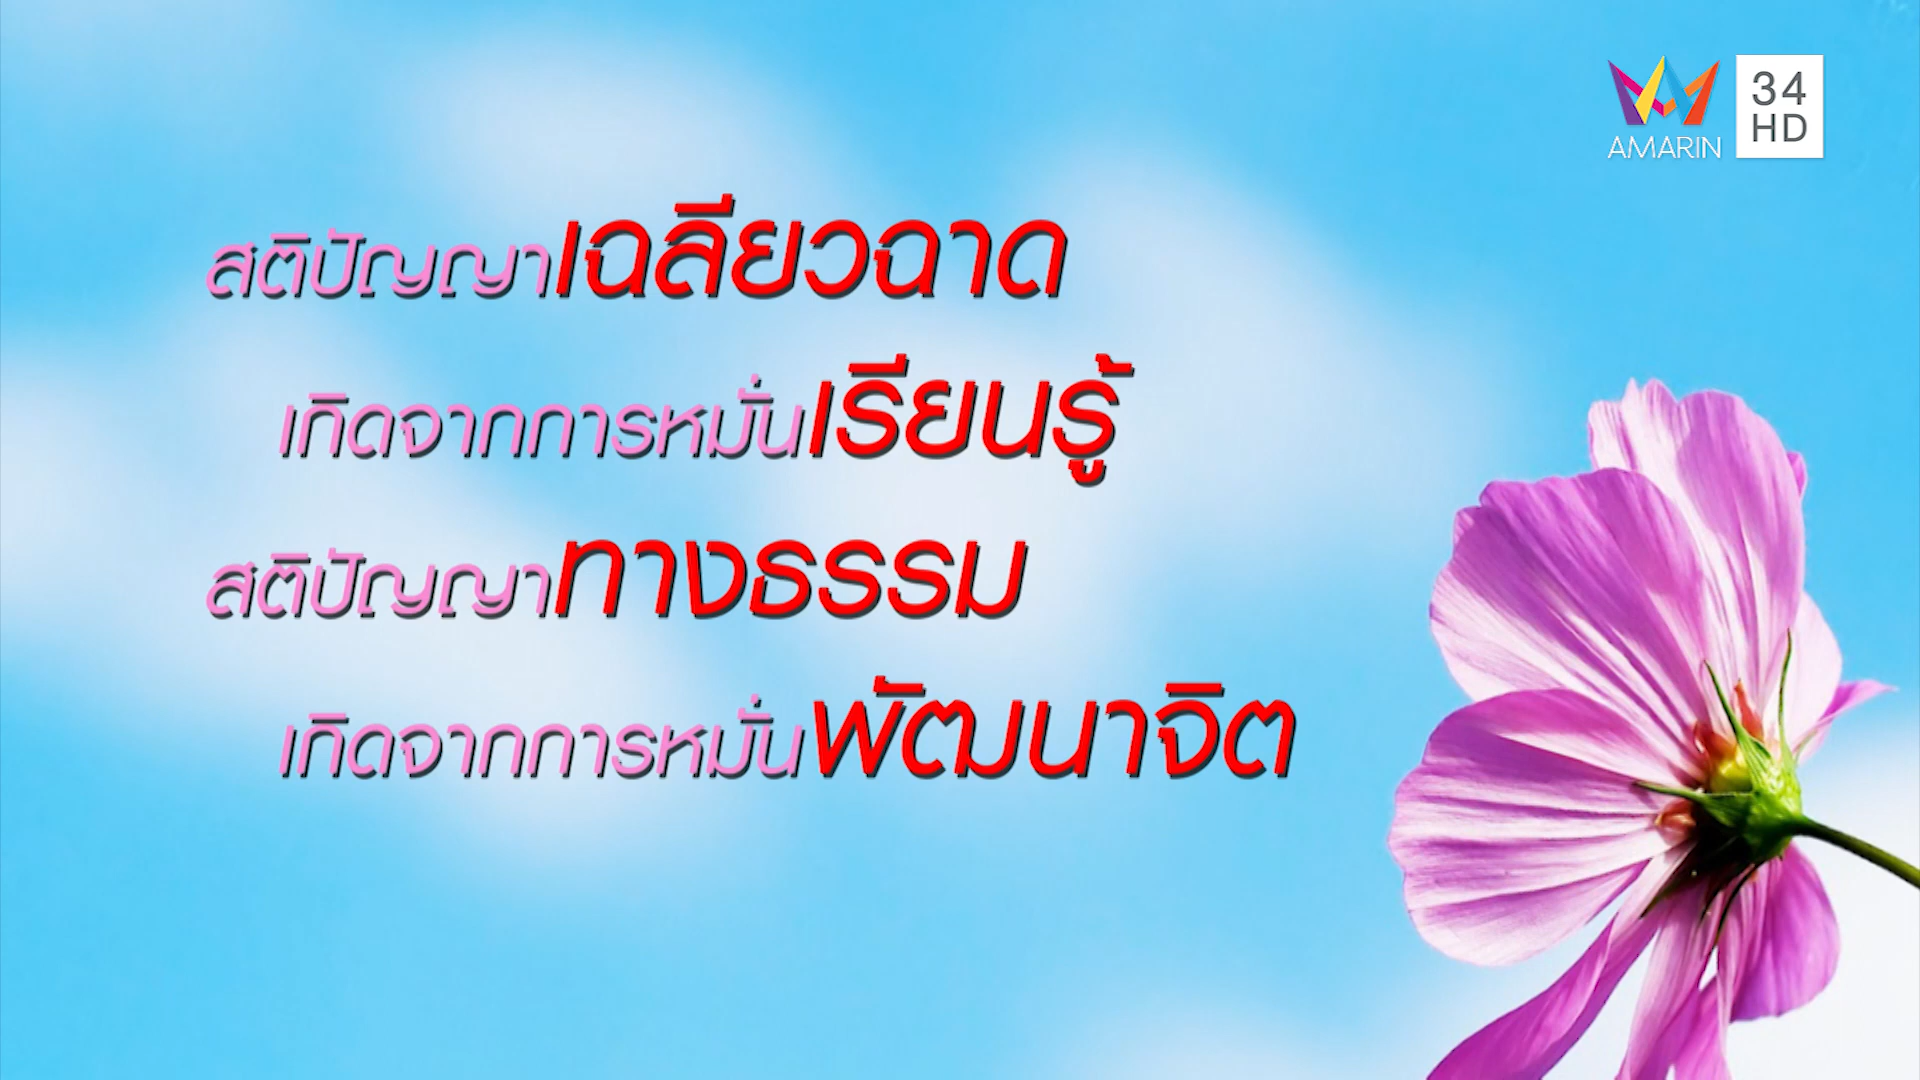 AMARIN
34
HD
สติปัญญาเฉลียวฉาด
เกิดจากการหมั่นเรียนรู้
สติปัญญาทางธรรม
เกิดจากการหมั่นพัฒนาจิต